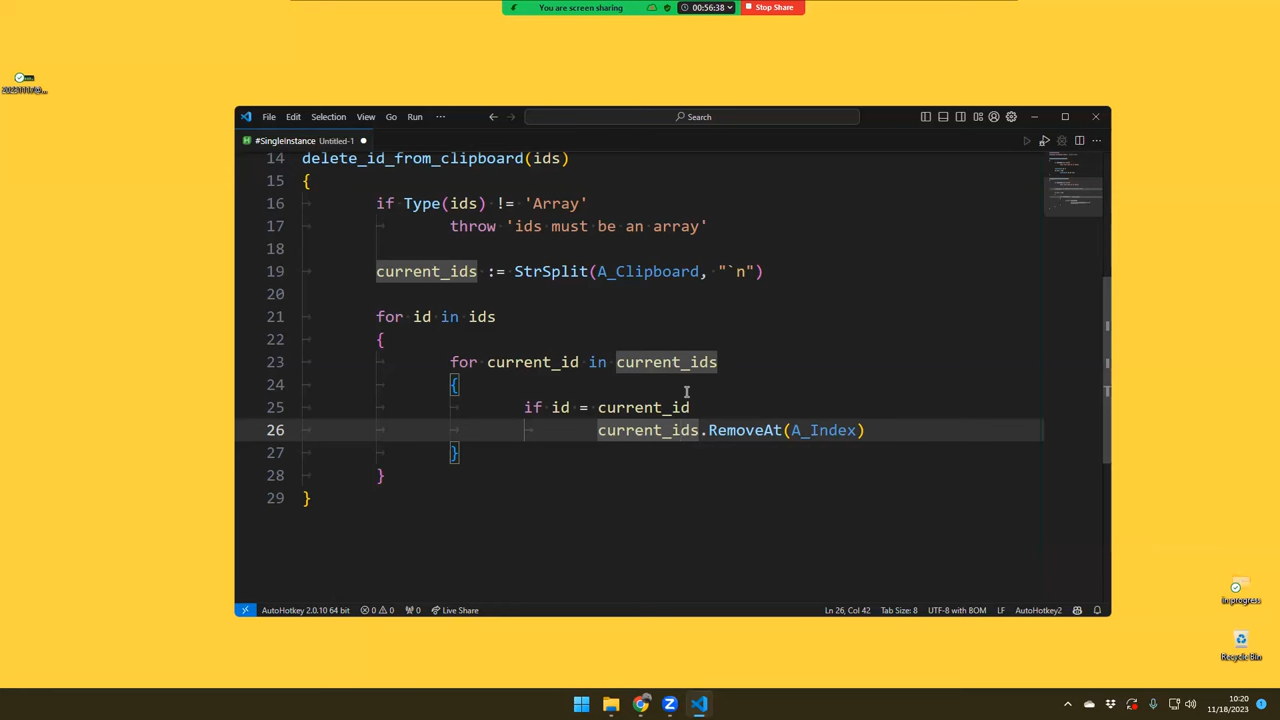 You are screen sharing
00:56:38
Stop Share
File Edit Selection View Go Run ···
Search
#SingleInstance Untitled-1
14 delete_id_from_clipboard(ids)
15 {
16 if Type(ids) != 'Array'
17 throw 'ids must be an array'
18
19 current_ids := StrSplit(A_Clipboard, "`n")
20
21 for id in ids
22 {
23 for current_id in current_ids
24 {
25 if id = current_id
26 current_ids.RemoveAt(A_Index)
27 }
28 }
29 }
AutoHotkey 2.0.10 64 bit 0 0 0 Live Share
Ln 26, Col 42 Tab Size: 8 UTF-8 with BOM LF AutoHotkey2
In progress
Recycle Bin
10:20
11/18/2023